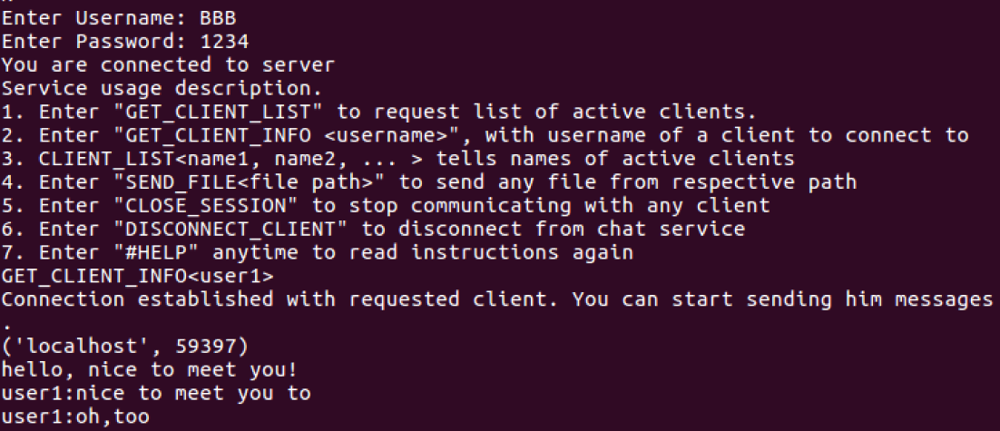 Enter Username: BBB
Enter Password: 1234
You are connected to server
Service usage description.
1. Enter "GET_CLIENT_LIST" to request list of active clients.
2. Enter "GET_CLIENT_INFO <username>", with username of a client to connect to
3. CLIENT_LIST<name1, name2, ... > tells names of active clients
4. Enter "SEND_FILE<file path>" to send any file from respective path
5. Enter "CLOSE_SESSION" to stop communicating with any client
6. Enter "DISCONNECT_CLIENT" to disconnect from chat service
7. Enter "#HELP" anytime to read instructions again
GET_CLIENT_INFO<user1>
Connection established with requested client. You can start sending him messages
.
('localhost', 59397)
hello, nice to meet you!
user1:nice to meet you to
user1:oh,too